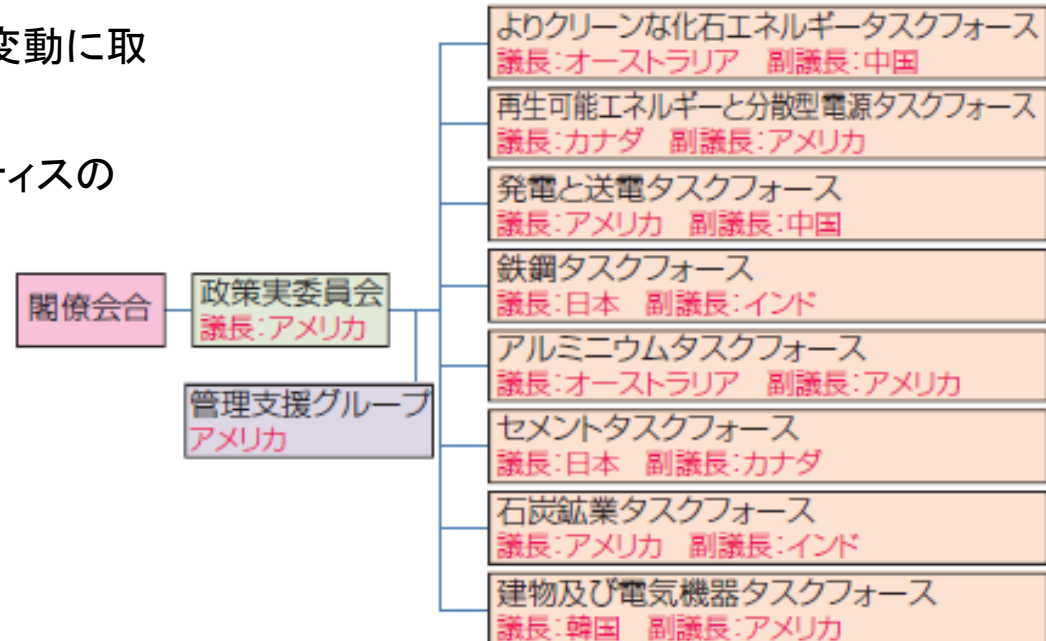 変動に取
ティスの
閣僚会合
政策実委員会
議長:アメリカ
管理支援グループ
アメリカ
よりクリーンな化石エネルギータスクフォース
議長:オーストラリア 副議長:中国
再生可能エネルギーと分散型電源タスクフォース
議長:カナダ 副議長:アメリカ
発電と送電タスクフォース
議長:アメリカ 副議長:中国
鉄鋼タスクフォース
議長:日本 副議長:インド
アルミニウムタスクフォース
議長:オーストラリア 副議長:アメリカ
セメントタスクフォース
議長:日本 副議長:カナダ
石炭鉱業タスクフォース
議長:アメリカ 副議長:インド
建物及び電気機器タスクフォース
議長:韓国 副議長:アメリカ